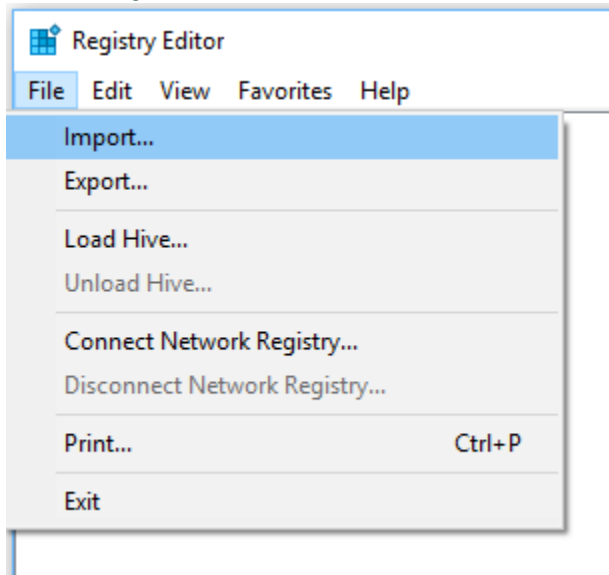 Registry Editor
File Edit View Favorites Help
Import...
Export...
Load Hive...
Unload Hive...
Connect Network Registry...
Disconnect Network Registry...
Print... Ctrl+P
Exit